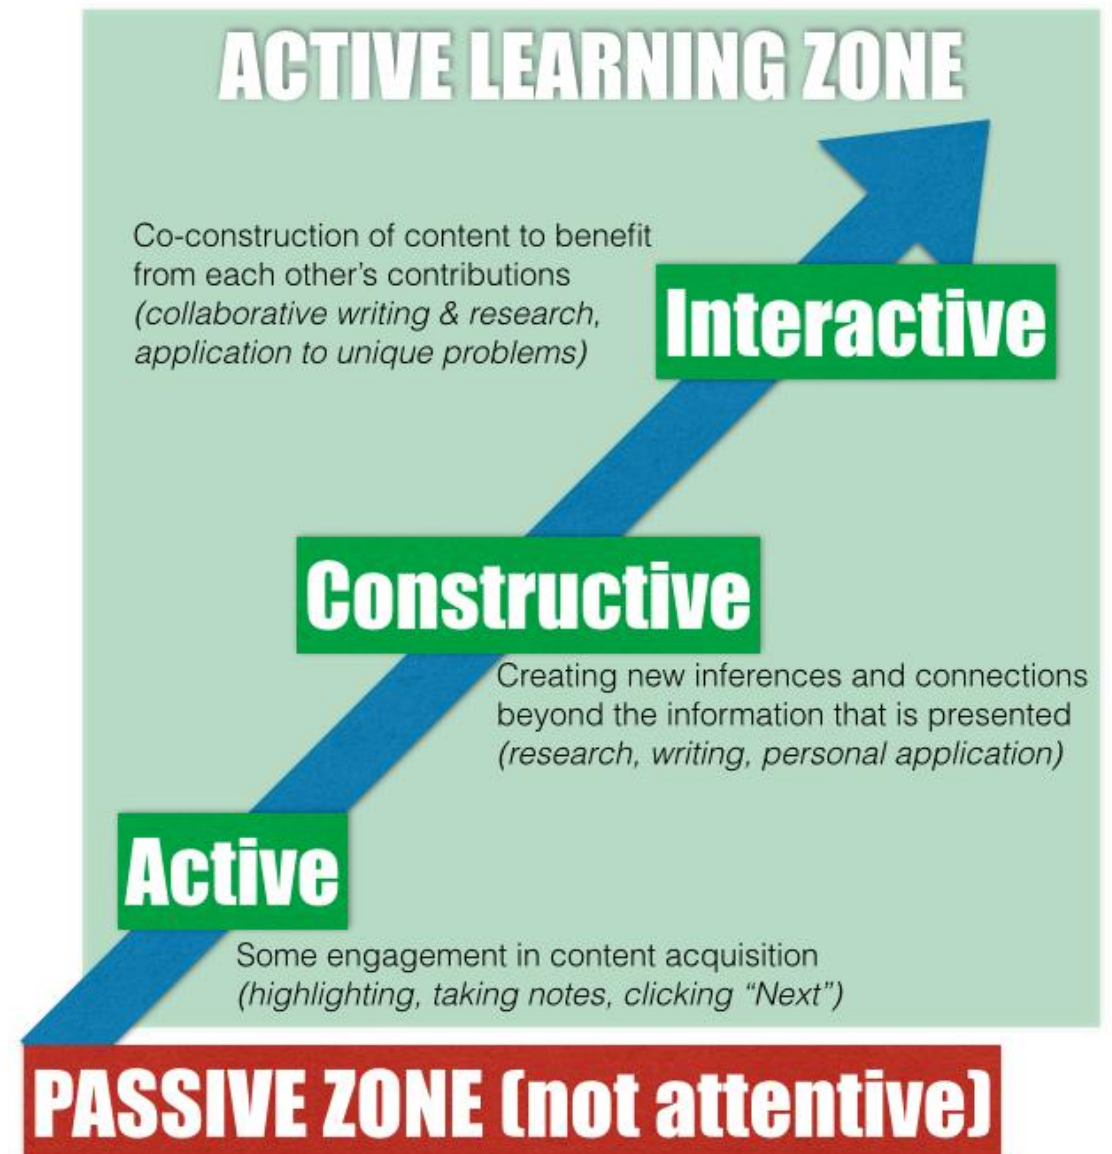 ACTIVE LEARNING ZONE
Co-construction of content to benefit
from each other's contributions
(collaborative writing & research,
application to unique problems)
Interactive
Constructive
Creating new inferences and connections
beyond the information that is presented
(research, writing, personal application)
Active
Some engagement in content acquisition
(highlighting, taking notes, clicking “Next”)
PASSIVE ZONE (not attentive)